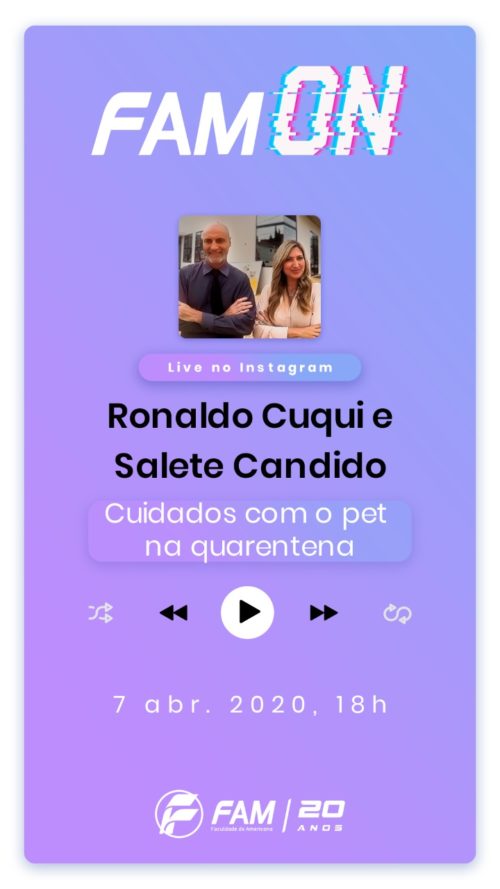 FAM ON
Live no Instagram
Ronaldo Cuqui e
Salete Candido
Cuidados com o pet
na quarentena
7 abr. 2020, 18h
FAM | 20
Faculdade de Americana ANOS